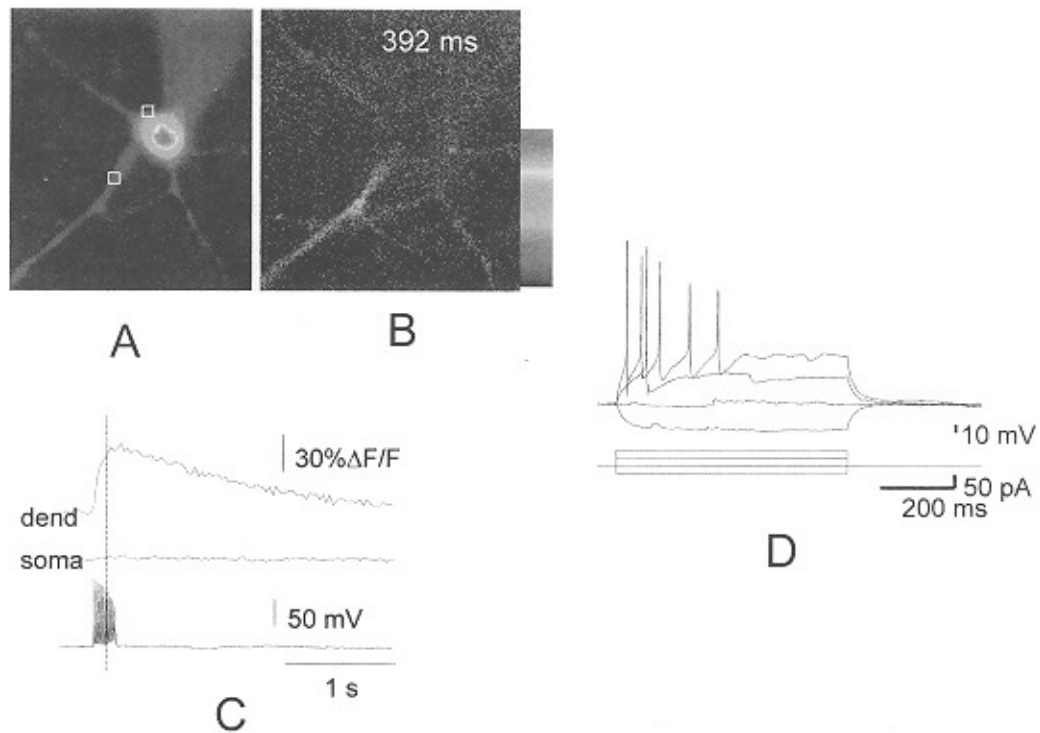 392 ms
A
B
30%ΔF/F
dend
soma
50 mV
1 s
C
10 mV
50 pA
200 ms
D